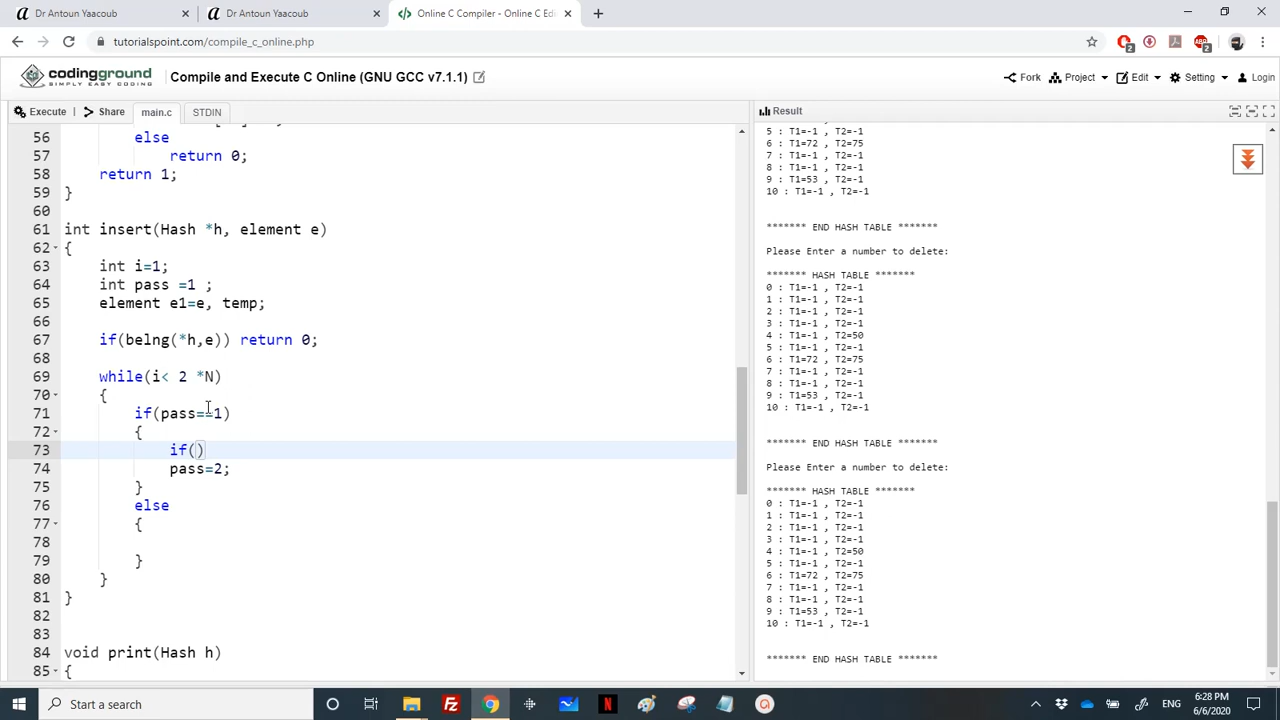 Dr Antoun Yaacoub
Dr Antoun Yaacoub
Online C Compiler - Online C Edi
tutorialspoint.com/compile_c_online.php
2
2
codingground
SIMPLY EASY CODING
Compile and Execute C Online (GNU GCC v7.1.1)
Fork
Project
Edit
Setting
Login
Execute
Share
main.c
STDIN
Result
56 else
57 return 0;
58 return 1;
59 }
60
61 int insert(Hash *h, element e)
62 {
63 int i=1;
64 int pass =1 ;
65 element e1=e, temp;
66
67 if(belng(*h,e)) return 0;
68
69 while(i< 2 *N)
70 {
71 if(pass==1)
72 {
73 if()
74 pass=2;
75 }
76 else
77 {
78
79 }
80 }
81 }
82
83
84 void print(Hash h)
85 {
5 : T1=-1 , T2=-1
6 : T1=72 , T2=75
7 : T1=-1 , T2=-1
8 : T1=-1 , T2=-1
9 : T1=53 , T2=-1
10 : T1=-1 , T2=-1
******* END HASH TABLE *******
Please Enter a number to delete:
******* HASH TABLE *******
0 : T1=-1 , T2=-1
1 : T1=-1 , T2=-1
2 : T1=-1 , T2=-1
3 : T1=-1 , T2=-1
4 : T1=-1 , T2=50
5 : T1=-1 , T2=-1
6 : T1=72 , T2=75
7 : T1=-1 , T2=-1
8 : T1=-1 , T2=-1
9 : T1=53 , T2=-1
10 : T1=-1 , T2=-1
******* END HASH TABLE *******
Please Enter a number to delete:
******* HASH TABLE *******
0 : T1=-1 , T2=-1
1 : T1=-1 , T2=-1
2 : T1=-1 , T2=-1
3 : T1=-1 , T2=-1
4 : T1=-1 , T2=50
5 : T1=-1 , T2=-1
6 : T1=72 , T2=75
7 : T1=-1 , T2=-1
8 : T1=-1 , T2=-1
9 : T1=53 , T2=-1
10 : T1=-1 , T2=-1
******* END HASH TABLE *******
Start a search
ENG
6:28 PM
6/6/2020